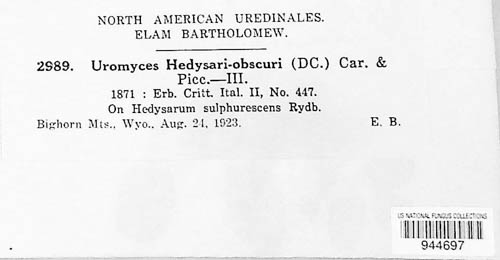 NORTH AMERICAN UREDINALES.
ELAM BARTHOLOMEW.
2989. Uromyces Hedysari-obscuri (DC.) Car. &
Picc.—III.
1871 : Erb. Critt. Ital. II, No. 447.
On Hedysarum sulphurescens Rydb.
Bighorn Mts., Wyo., Aug. 24, 1923. E. B.
US NATIONAL FUNGUS COLLECTIONS
944697